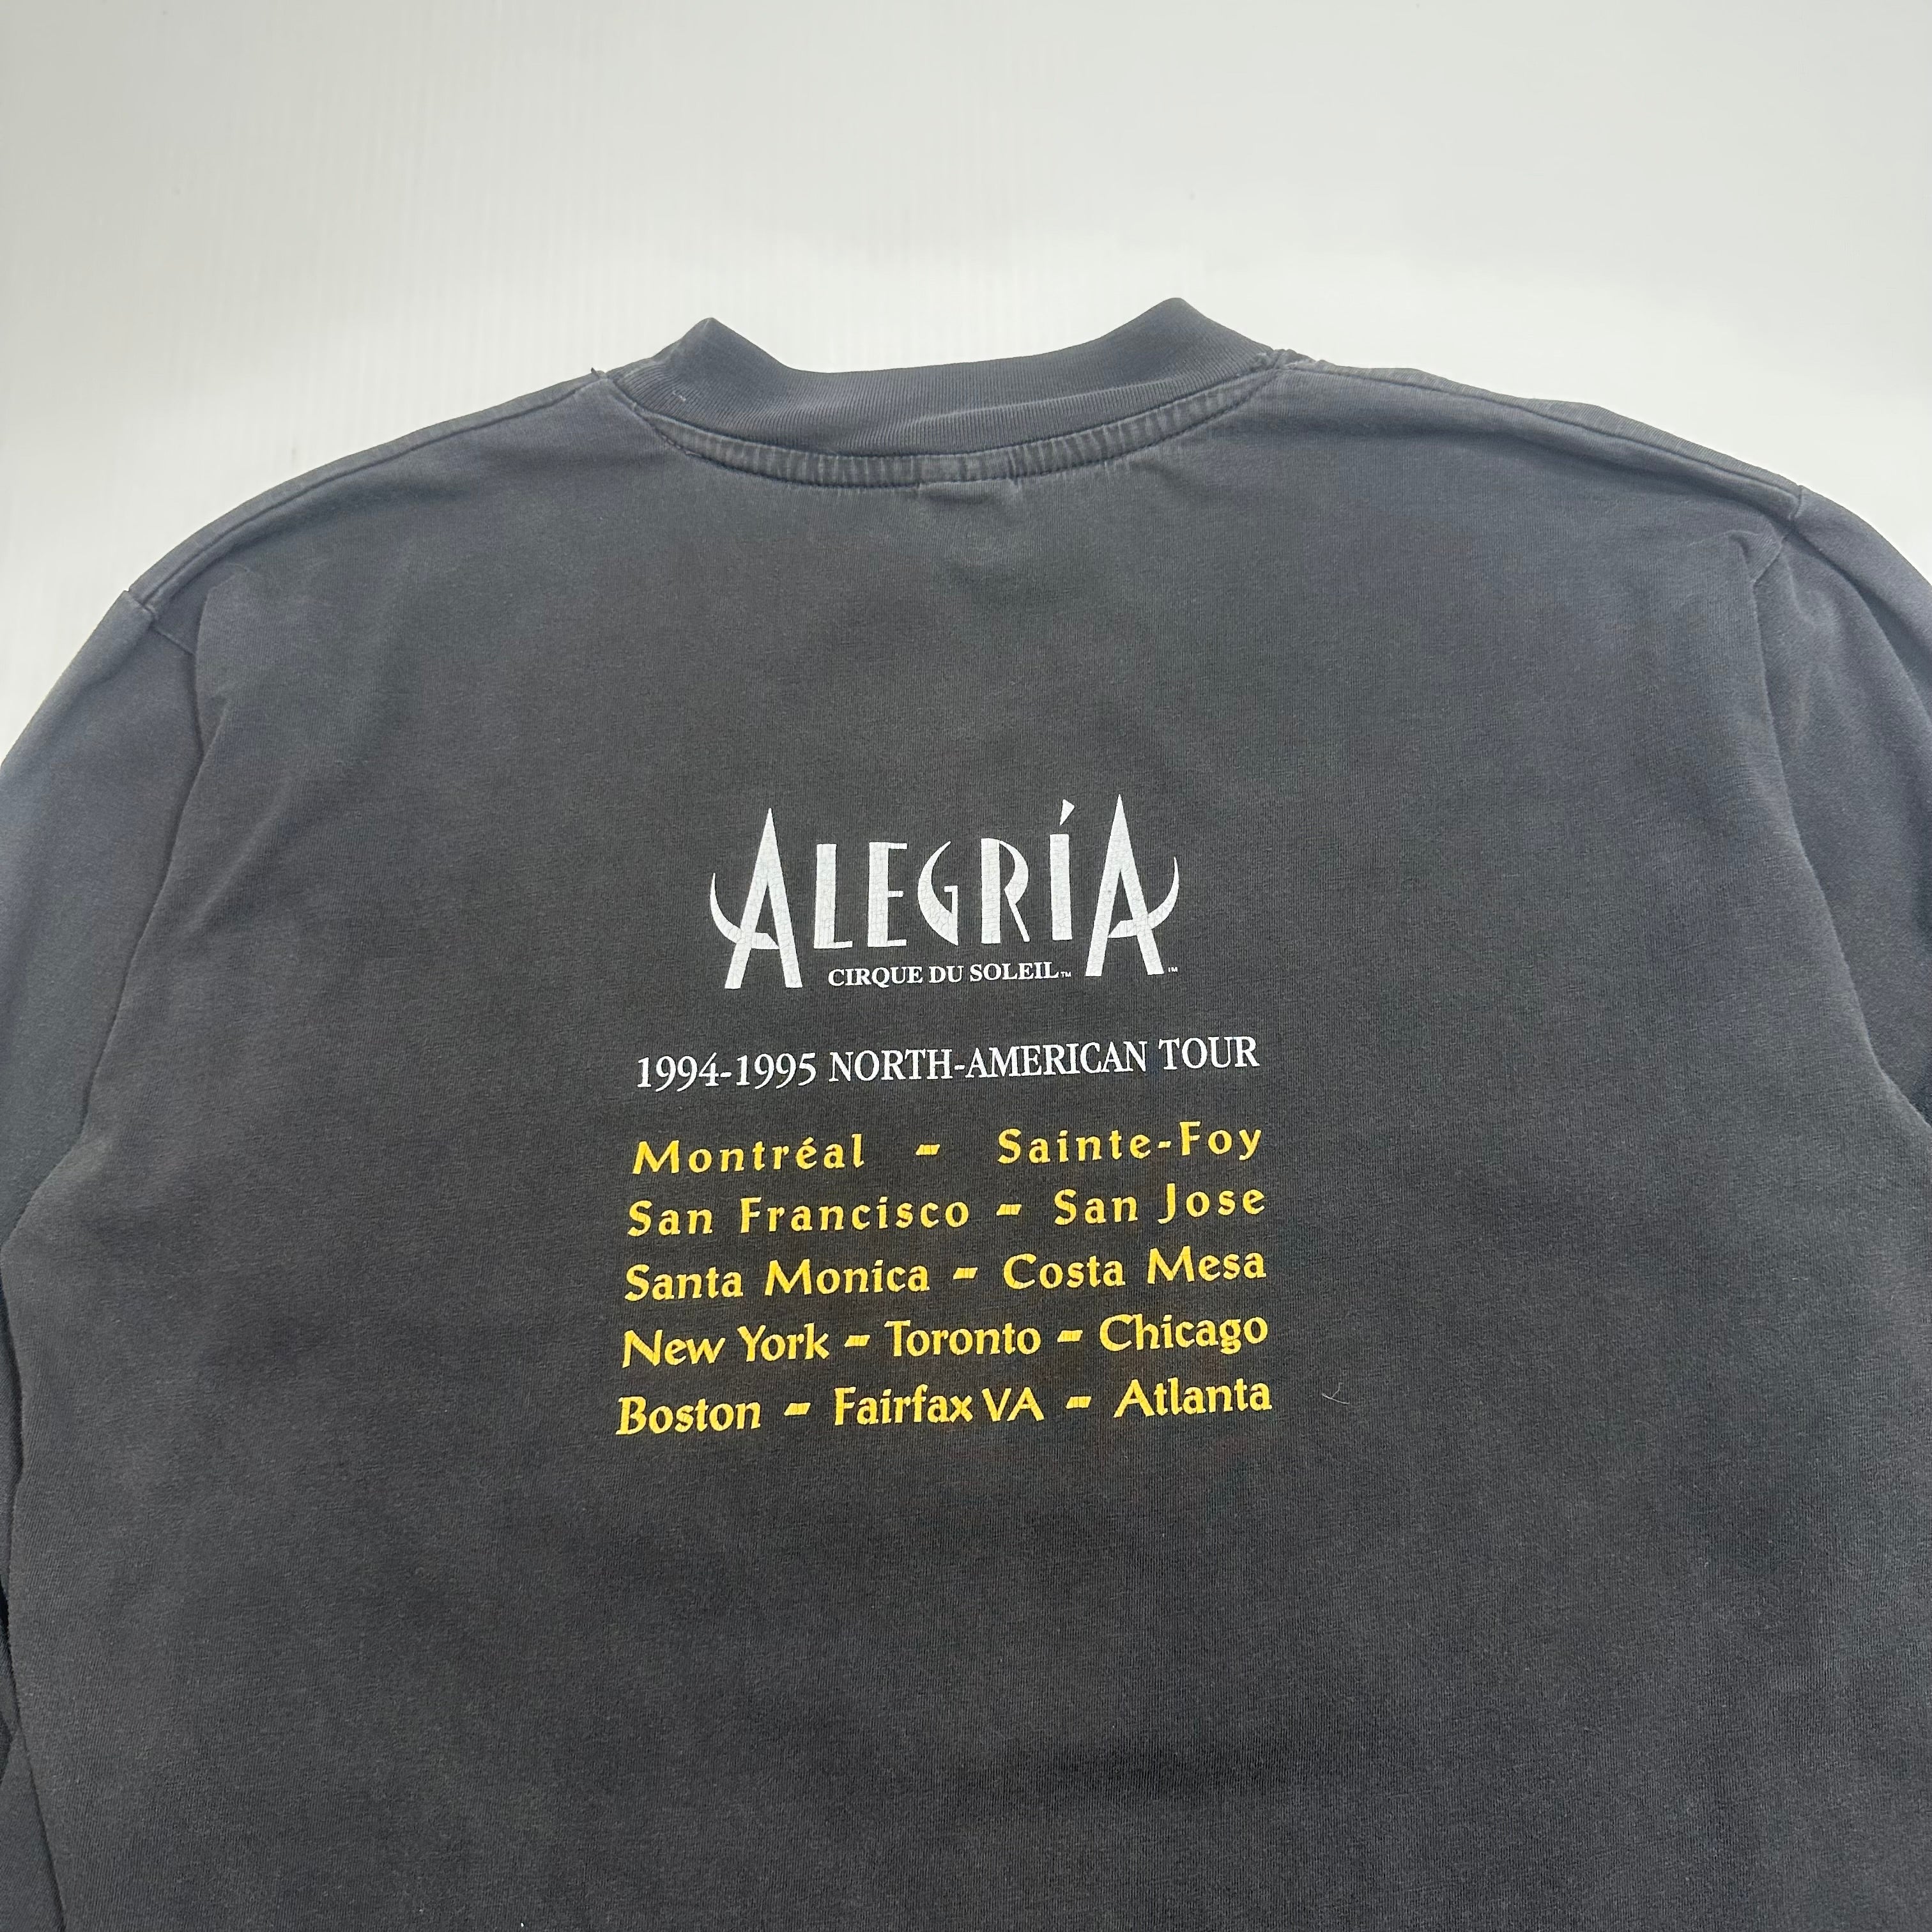 ALEGRÍA™
CIRQUE DU SOLEIL™
1994-1995 NORTH-AMERICAN TOUR
Montréal - Sainte-Foy
San Francisco - San Jose
Santa Monica - Costa Mesa
New York - Toronto - Chicago
Boston - Fairfax VA - Atlanta